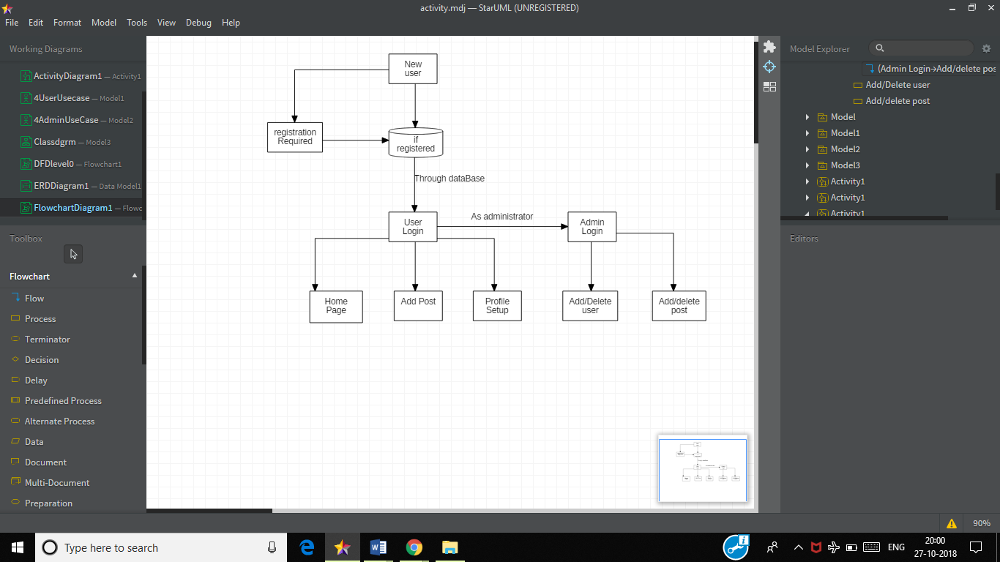 activity.mdj — StarUML (UNREGISTERED)
File Edit Format Model Tools View Debug Help
Working Diagrams
ActivityDiagram1 — Activity1
4UserUsecase — Model1
4AdminUseCase — Model2
Classdgrm — Model3
DFDlevel0 — Flowchart1
ERDDiagram1 — Data Model1
FlowchartDiagram1 — Flowc
Toolbox
Flowchart
Flow
Process
Terminator
Decision
Delay
Predefined Process
Alternate Process
Data
Document
Multi-Document
Preparation
New
user
registration
Required
if
registered
Through dataBase
User
Login
As administrator
Admin
Login
Home
Page
Add Post
Profile
Setup
Add/Delete
user
Add/delete
post
Model Explorer
(Admin Login→Add/delete pos
Add/Delete user
Add/delete post
Model
Model1
Model2
Model3
Activity1
Activity1
Activity1
Editors
90%
Type here to search
ENG
20:00
27-10-2018